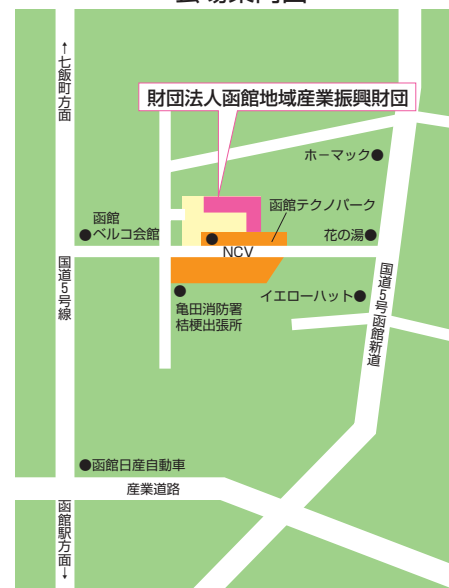 会場案内図
←七飯町方面
財団法人函館地域産業振興財団
ホーマック
函館テクノパーク
函館
ベルコ会館
花の湯
NCV
国道5号線
イエローハット
国道5号函館新道
亀田消防署
桔梗出張所
函館日産自動車
産業道路
函館駅方面→